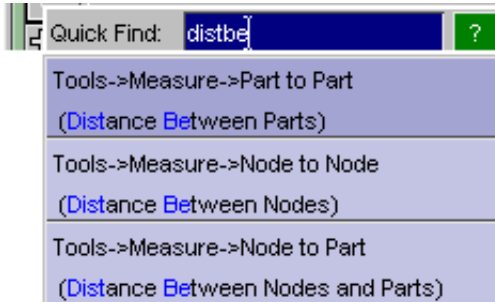 Quick Find: distbe ?
Tools->Measure->Part to Part
(Distance Between Parts)
Tools->Measure->Node to Node
(Distance Between Nodes)
Tools->Measure->Node to Part
(Distance Between Nodes and Parts)